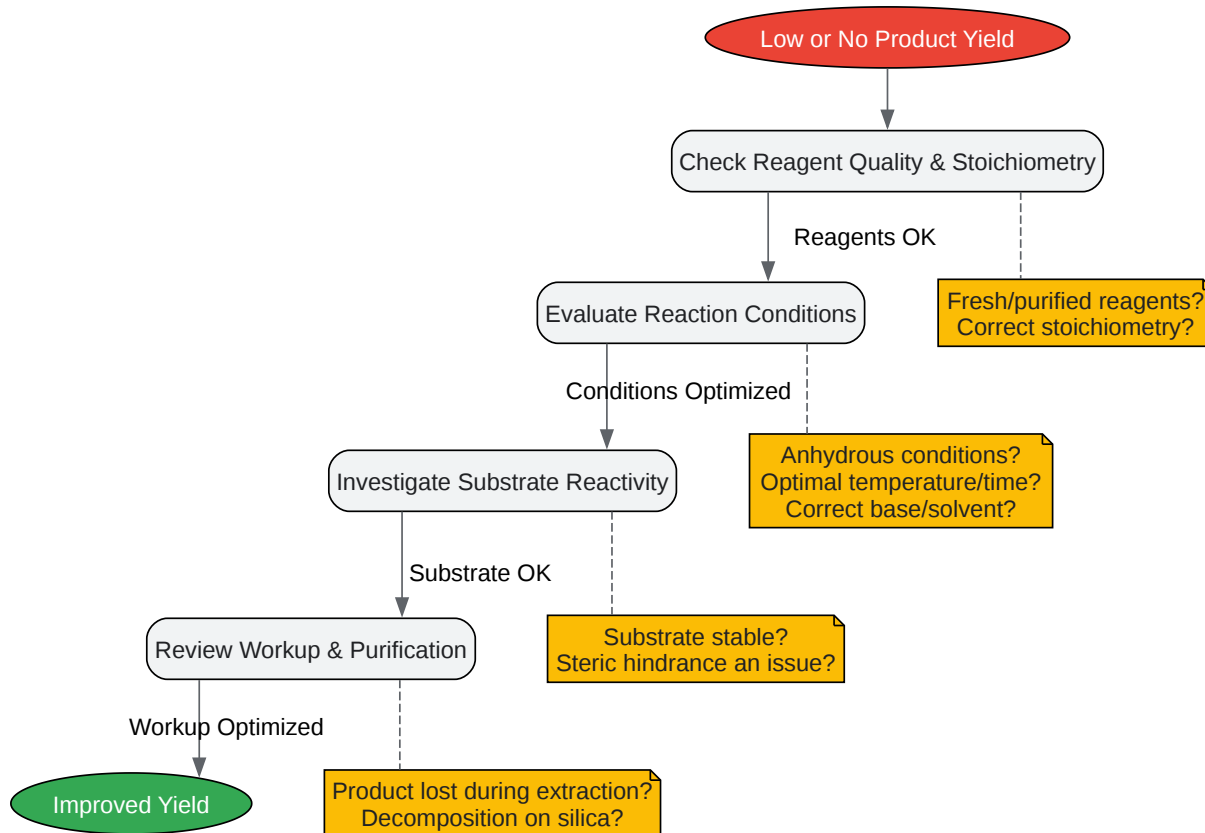 Low or No Product Yield
Check Reagent Quality & Stoichiometry
Reagents OK
Fresh/purified reagents?
Correct stoichiometry?
Evaluate Reaction Conditions
Conditions Optimized
Anhydrous conditions?
Optimal temperature/time?
Correct base/solvent?
Investigate Substrate Reactivity
Substrate OK
Substrate stable?
Steric hindrance an issue?
Review Workup & Purification
Workup Optimized
Product lost during extraction?
Decomposition on silica?
Improved Yield